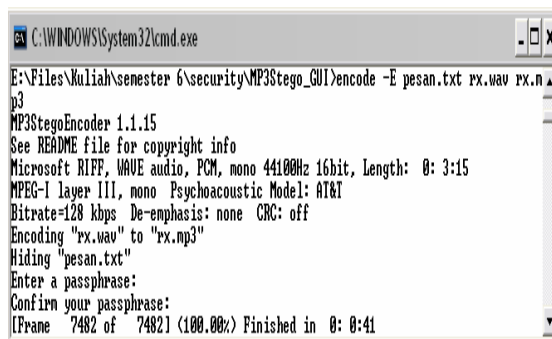 C:\WINDOWS\System32\cmd.exe
E:\Files\Kuliah\semester 6\security\MP3Stego_GUI>encode -E pesan.txt rx.wav rx.m
p3
MP3StegoEncoder 1.1.15
See README file for copyright info
Microsoft RIFF, WAVE audio, PCM, mono 44100Hz 16bit, Length:  0: 3:15
MPEG-I layer III, mono  Psychoacoustic Model: AT&T
Bitrate=128 kbps  De-emphasis: none  CRC: off
Encoding "rx.wav" to "rx.mp3"
Hiding "pesan.txt"
Enter a passphrase:
Confirm your passphrase:
[Frame   7482 of   7482] (100.00%) Finished in  0: 0:41